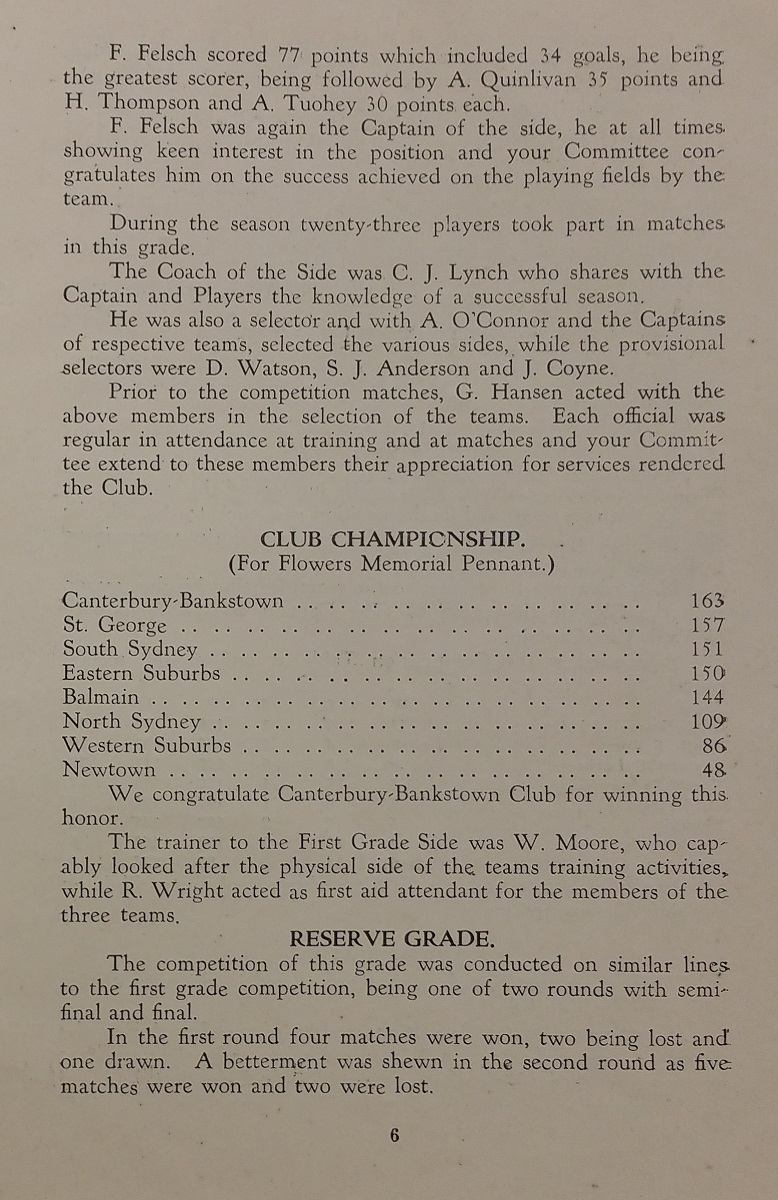 F. Felsch scored 77 points which included 34 goals, he being
the greatest scorer, being followed by A. Quinlivan 35 points and
H. Thompson and A. Tuohey 30 points each.
F. Felsch was again the Captain of the side, he at all times
showing keen interest in the position and your Committee con-
gratulates him on the success achieved on the playing fields by the
team.
During the season twenty-three players took part in matches
in this grade.
The Coach of the Side was C. J. Lynch who shares with the
Captain and Players the knowledge of a successful season.
He was also a selector and with A. O'Connor and the Captains
of respective teams, selected the various sides, while the provisional
selectors were D. Watson, S. J. Anderson and J. Coyne.
Prior to the competition matches, G. Hansen acted with the
above members in the selection of the teams. Each official was
regular in attendance at training and at matches and your Commit-
tee extend to these members their appreciation for services rendered
the Club.
CLUB CHAMPIONSHIP.
(For Flowers Memorial Pennant.)
Canterbury-Bankstown . . . . . . . . . . . . . . . . . . . 163
St. George . . . . . . . . . . . . . . . . . . . . . . . 157
South Sydney . . . . . . . . . . . . . . . . . . . . . . 151
Eastern Suburbs . . . . . . . . . . . . . . . . . . . . . 150
Balmain . . . . . . . . . . . . . . . . . . . . . . . . 144
North Sydney . . . . . . . . . . . . . . . . . . . . . . 109
Western Suburbs . . . . . . . . . . . . . . . . . . . . . 86
Newtown . . . . . . . . . . . . . . . . . . . . . . . . 48
We congratulate Canterbury-Bankstown Club for winning this
honor.
The trainer to the First Grade Side was W. Moore, who cap-
ably looked after the physical side of the teams training activities,
while R. Wright acted as first aid attendant for the members of the
three teams.
RESERVE GRADE.
The competition of this grade was conducted on similar lines
to the first grade competition, being one of two rounds with semi-
final and final.
In the first round four matches were won, two being lost and
one drawn. A betterment was shewn in the second round as five
matches were won and two were lost.
6